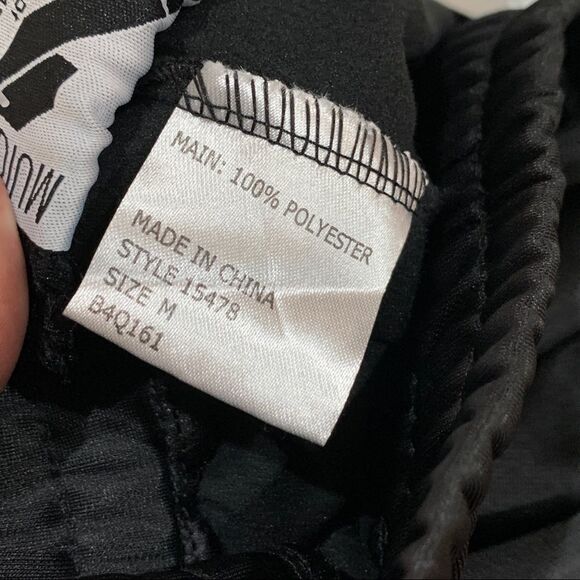 MAIN: 100% POLYESTER
MADE IN CHINA
STYLE 15478
SIZE M
B4Q161